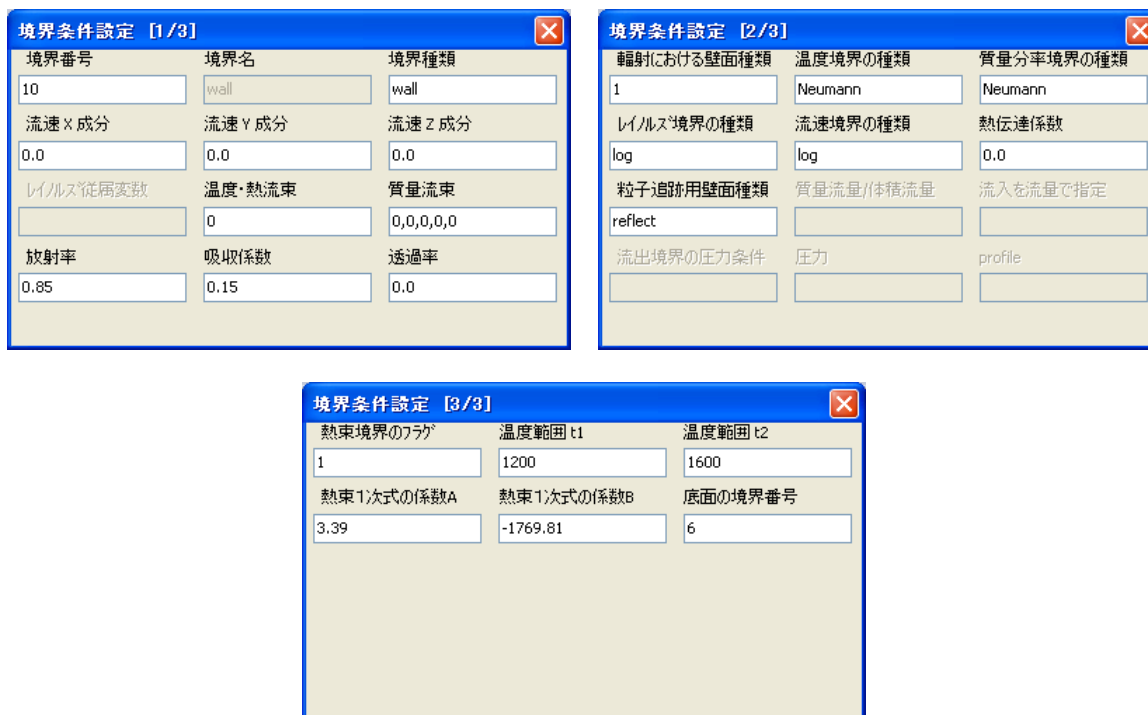 境界条件設定 [1/3]
境界番号 境界名 境界種類
10 wall wall
流速 X 成分 流速 Y 成分 流速 Z 成分
0.0 0.0 0.0
ﾚｲﾉﾙｽﾞ従属変数 温度・熱流束 質量流束
0 0,0,0,0,0
放射率 吸収係数 透過率
0.85 0.15 0.0
境界条件設定 [2/3]
輻射における壁面種類 温度境界の種類 質量分率境界の種類
1 Neumann Neumann
ﾚｲﾉﾙｽﾞ境界の種類 流速境界の種類 熱伝達係数
log log 0.0
粒子追跡用壁面種類 質量流量/体積流量 流入を流量で指定
reflect
流出境界の圧力条件 圧力 profile
境界条件設定 [3/3]
熱束境界のﾌﾗｸﾞ 温度範囲 t1 温度範囲 t2
1 1200 1600
熱束1次式の係数A 熱束1次式の係数B 底面の境界番号
3.39 -1769.81 6